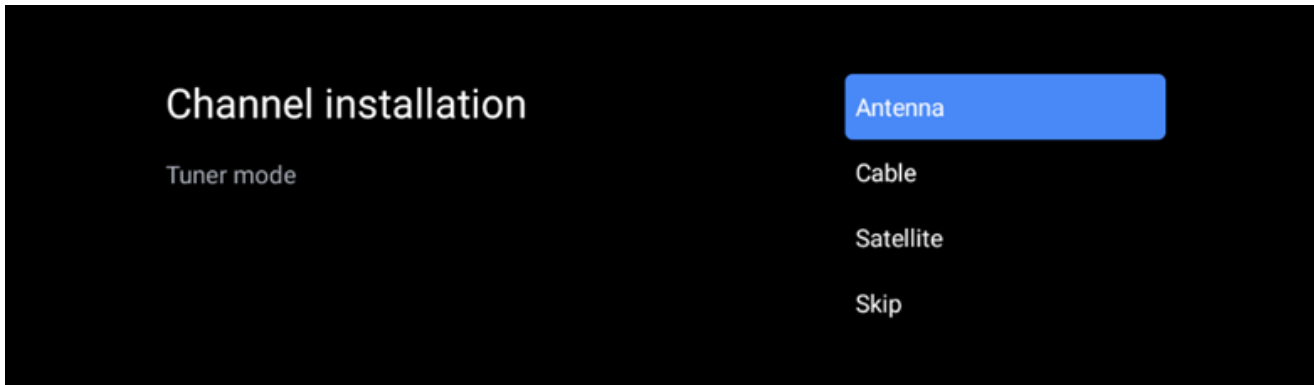 Channel installation
Tuner mode
Antenna
Cable
Satellite
Skip